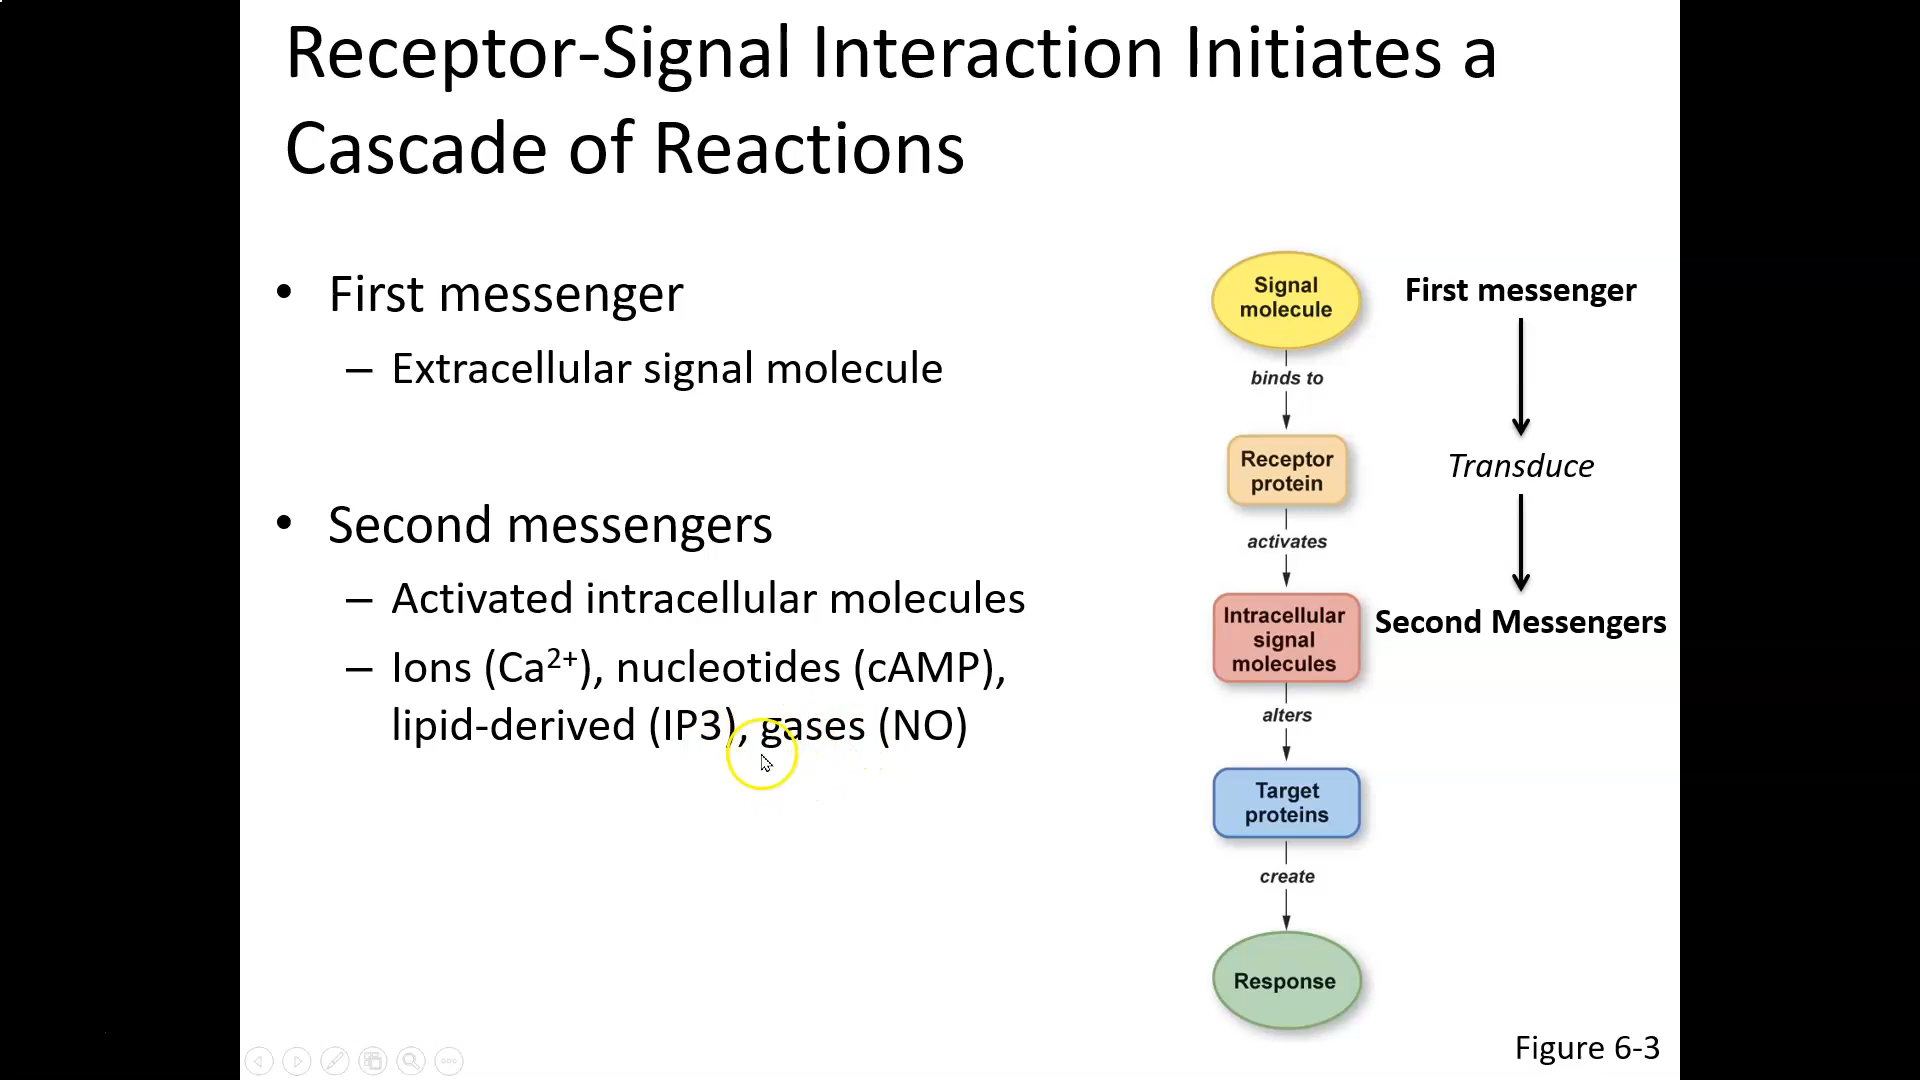 Receptor-Signal Interaction Initiates a
Cascade of Reactions
• First messenger
– Extracellular signal molecule
• Second messengers
– Activated intracellular molecules
– Ions (Ca²⁺), nucleotides (cAMP),
lipid-derived (IP3), gases (NO)
Signal
molecule
binds to
Receptor
protein
activates
Intracellular
signal
molecules
alters
Target
proteins
create
Response
First messenger
Transduce
Second Messengers
Figure 6-3